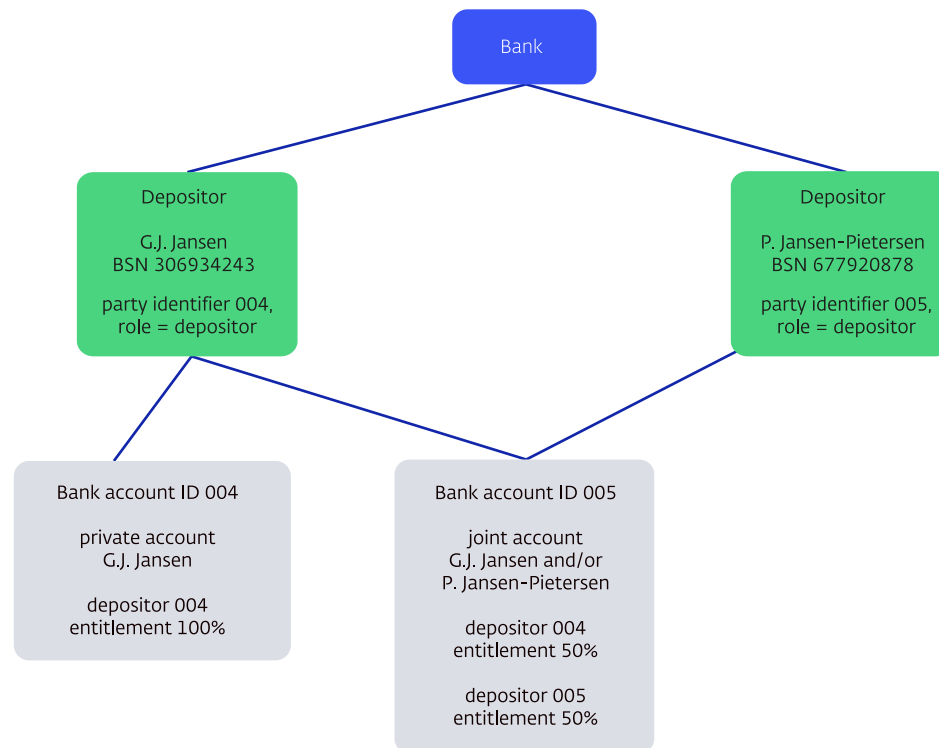 Bank
Depositor
G.J. Jansen
BSN 306934243
party identifier 004,
role = depositor
Depositor
P. Jansen-Pietersen
BSN 677920878
party identifier 005,
role = depositor
Bank account ID 004
private account
G.J. Jansen
depositor 004
entitlement 100%
Bank account ID 005
joint account
G.J. Jansen and/or
P. Jansen-Pietersen
depositor 004
entitlement 50%
depositor 005
entitlement 50%